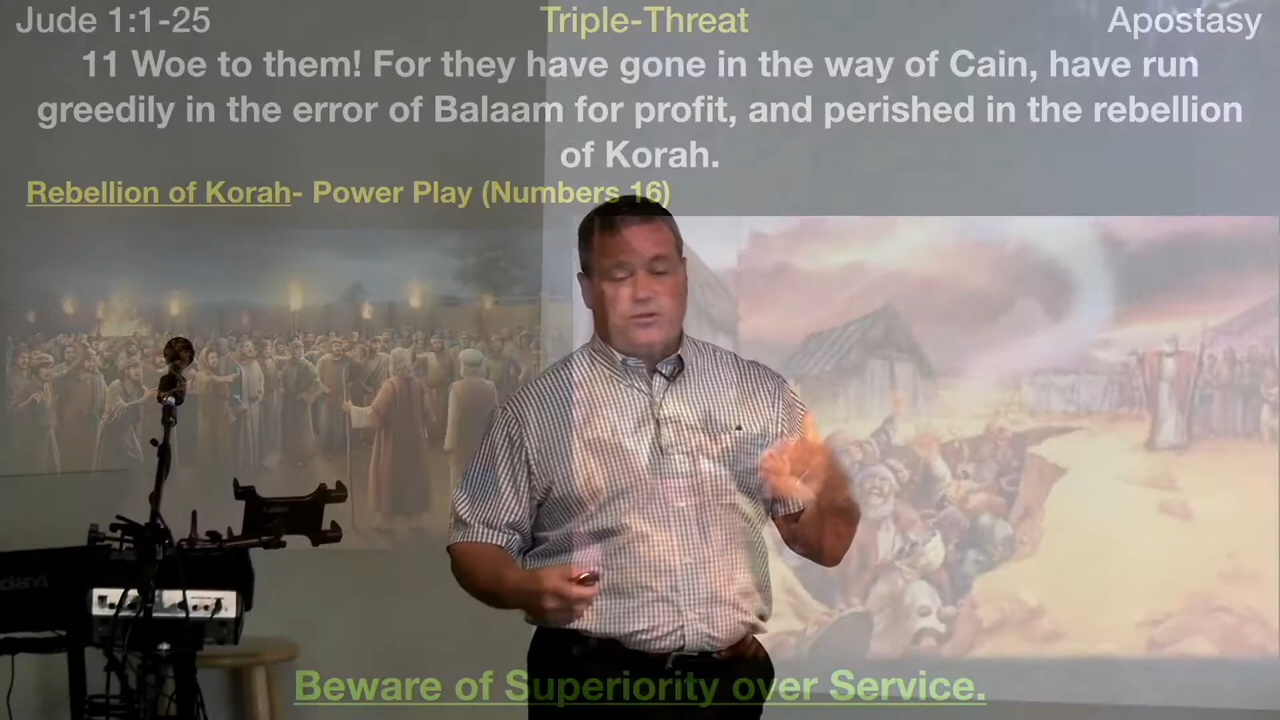 Jude 1:1-25 Triple-Threat Apostasy
11 Woe to them! For they have gone in the way of Cain, have run
greedily in the error of Balaam for profit, and perished in the rebellion
of Korah.
Rebellion of Korah- Power Play (Numbers 16)
Beware of Superiority over Service.